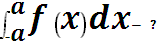 ∫₋ₐᵃ f (x)dx– ?